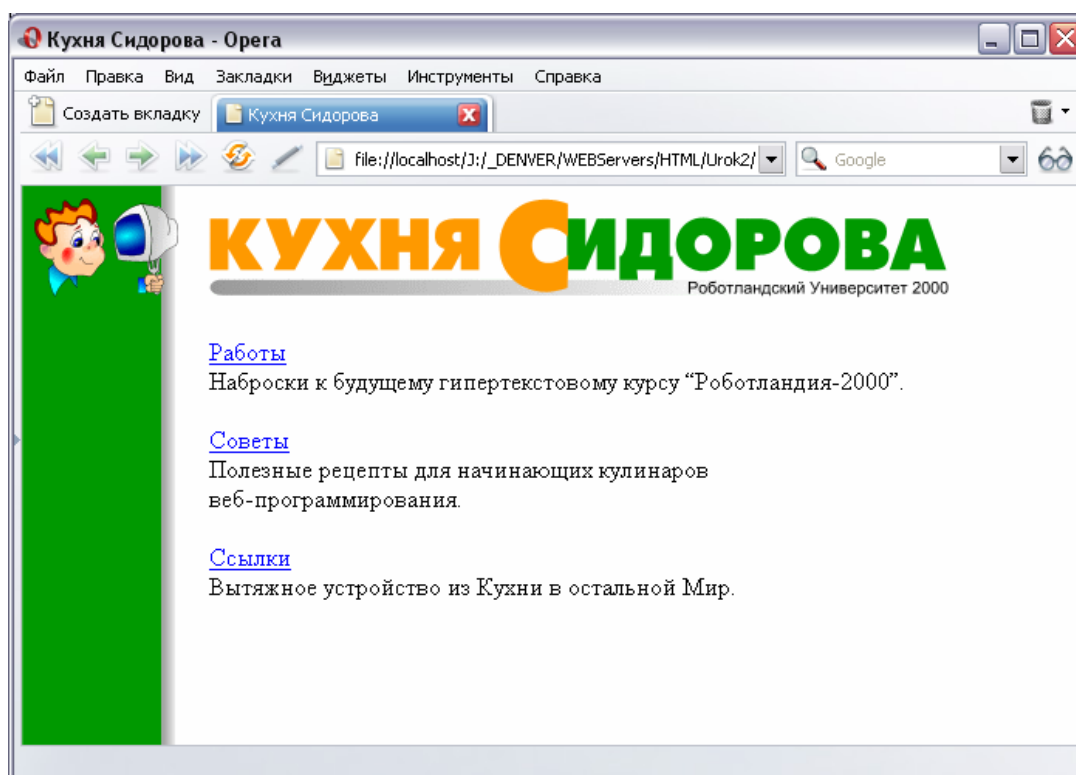 Кухня Сидорова - Opera
Файл Правка Вид Закладки Виджеты Инструменты Справка
Создать вкладку Кухня Сидорова
file://localhost/J:/_DENWER/WEBServers/HTML/Urok2/ Google
КУХНЯ СИДОРОВА
Роботландский Университет 2000
Работы
Наброски к будущему гипертекстовому курсу “Роботландия-2000”.
Советы
Полезные рецепты для начинающих кулинаров
веб-программирования.
Ссылки
Вытяжное устройство из Кухни в остальной Мир.